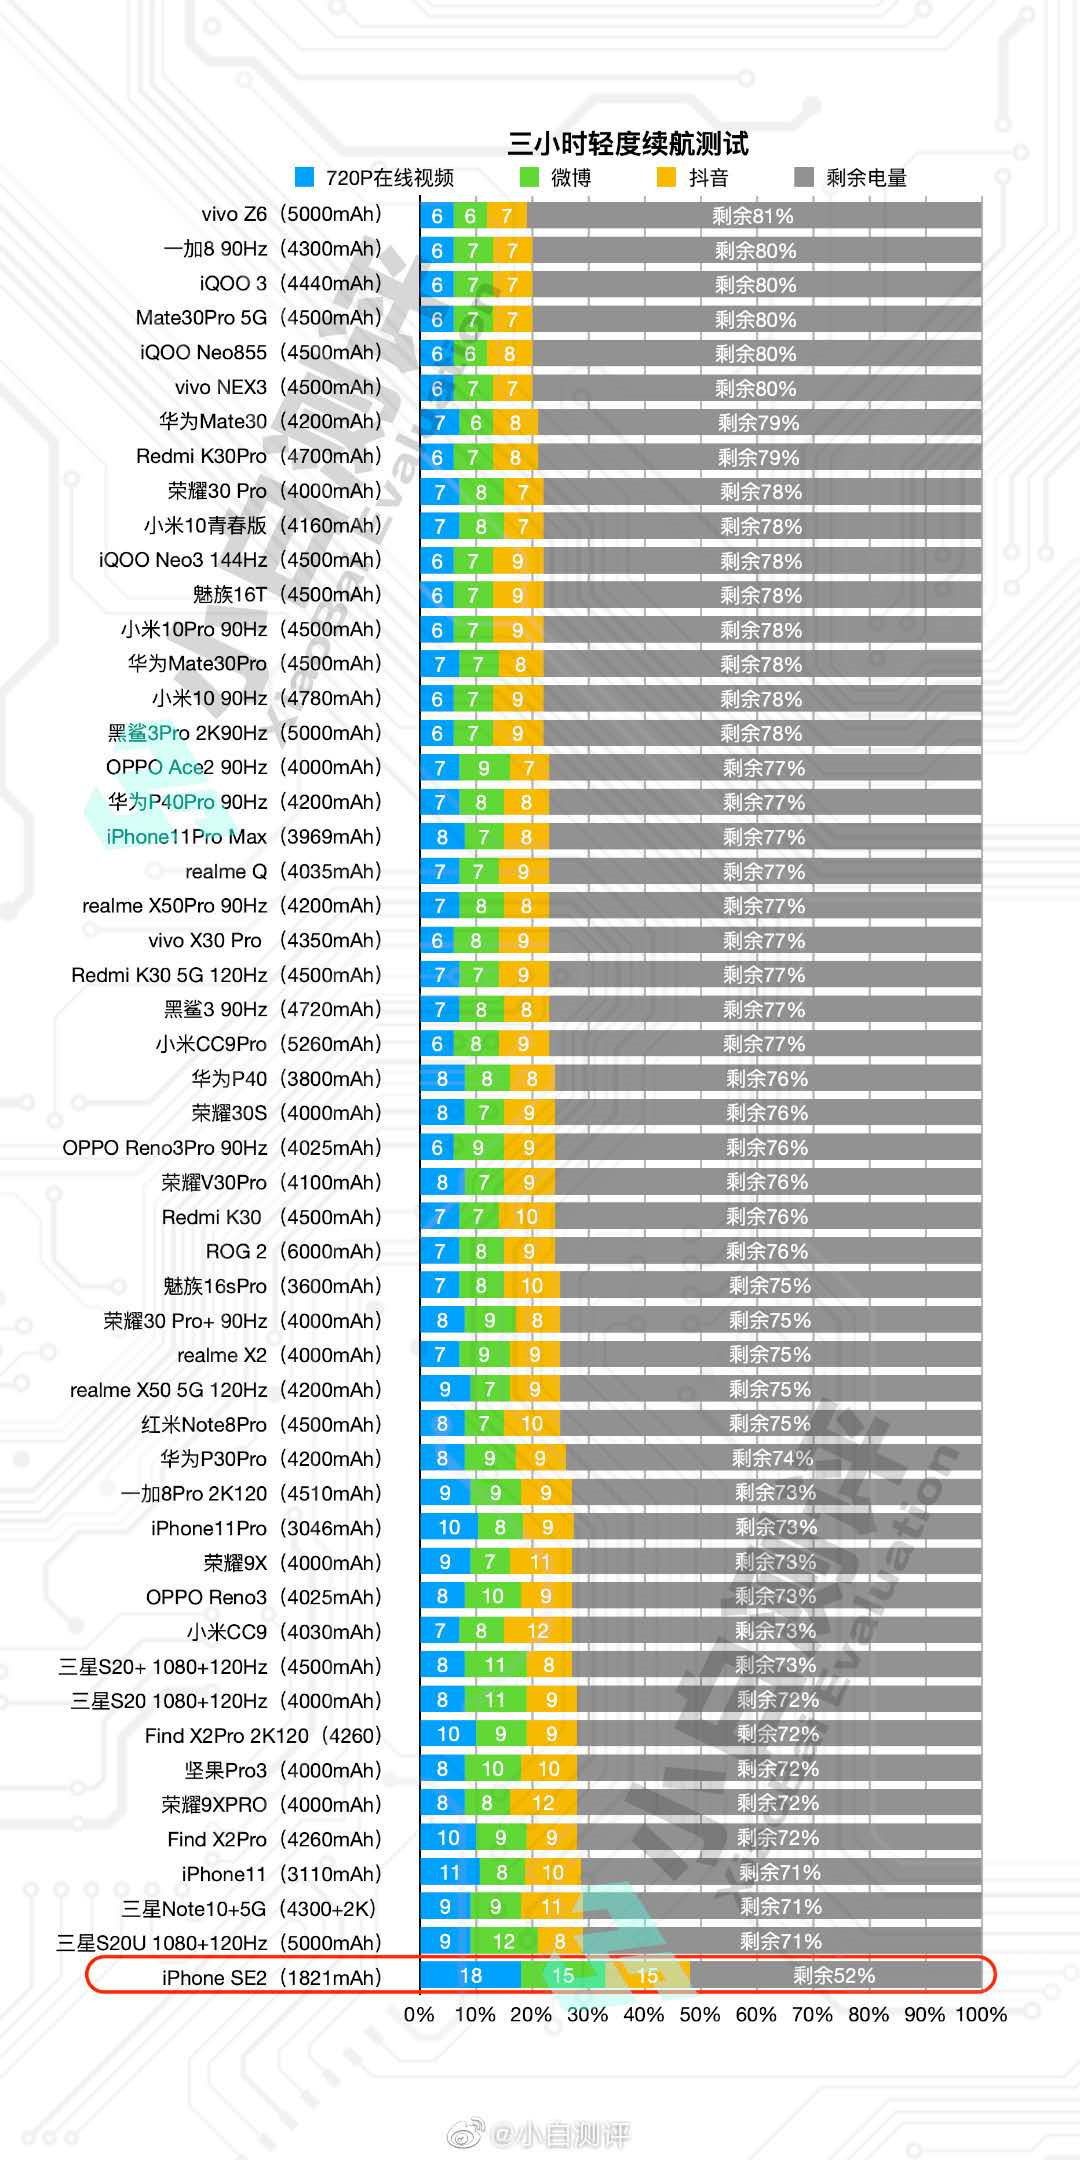 三小时轻度续航测试
720P在线视频 微博 抖音 剩余电量
vivo Z6（5000mAh） 6 6 7 剩余81%
一加8 90Hz（4300mAh） 6 7 7 剩余80%
iQOO 3（4440mAh） 6 7 7 剩余80%
Mate30Pro 5G（4500mAh） 6 7 7 剩余80%
iQOO Neo855（4500mAh） 6 6 8 剩余80%
vivo NEX3（4500mAh） 6 7 7 剩余80%
华为Mate30（4200mAh） 7 6 8 剩余79%
Redmi K30Pro（4700mAh） 6 7 8 剩余79%
荣耀30 Pro（4000mAh） 7 8 7 剩余78%
小米10青春版（4160mAh） 7 8 7 剩余78%
iQOO Neo3 144Hz（4500mAh） 6 7 9 剩余78%
魅族16T（4500mAh） 6 7 9 剩余78%
小米10Pro 90Hz（4500mAh） 6 7 9 剩余78%
华为Mate30Pro（4500mAh） 7 7 8 剩余78%
小米10 90Hz（4780mAh） 6 7 9 剩余78%
黑鲨3Pro 2K90Hz（5000mAh） 6 7 9 剩余78%
OPPO Ace2 90Hz（4000mAh） 7 9 7 剩余77%
华为P40Pro 90Hz（4200mAh） 7 8 8 剩余77%
iPhone11Pro Max（3969mAh） 8 7 8 剩余77%
realme Q（4035mAh） 7 7 9 剩余77%
realme X50Pro 90Hz（4200mAh） 7 8 8 剩余77%
vivo X30 Pro （4350mAh） 6 8 9 剩余77%
Redmi K30 5G 120Hz（4500mAh） 7 7 9 剩余77%
黑鲨3 90Hz（4720mAh） 7 8 8 剩余77%
小米CC9Pro（5260mAh） 6 8 9 剩余77%
华为P40（3800mAh） 8 8 8 剩余76%
荣耀30S（4000mAh） 8 7 9 剩余76%
OPPO Reno3Pro 90Hz（4025mAh） 6 9 9 剩余76%
荣耀V30Pro（4100mAh） 8 7 9 剩余76%
Redmi K30 （4500mAh） 7 7 10 剩余76%
ROG 2（6000mAh） 7 8 9 剩余76%
魅族16sPro（3600mAh） 7 8 10 剩余75%
荣耀30 Pro+ 90Hz（4000mAh） 8 9 8 剩余75%
realme X2（4000mAh） 7 9 9 剩余75%
realme X50 5G 120Hz（4200mAh） 9 7 9 剩余75%
红米Note8Pro（4500mAh） 8 7 10 剩余75%
华为P30Pro（4200mAh） 8 9 9 剩余74%
一加8Pro 2K120（4510mAh） 9 9 9 剩余73%
iPhone11Pro（3046mAh） 10 8 9 剩余73%
荣耀9X（4000mAh） 9 7 11 剩余73%
OPPO Reno3（4025mAh） 8 10 9 剩余73%
小米CC9（4030mAh） 7 8 12 剩余73%
三星S20+ 1080+120Hz（4500mAh） 8 11 8 剩余73%
三星S20 1080+120Hz（4000mAh） 8 11 9 剩余72%
Find X2Pro 2K120（4260） 10 9 9 剩余72%
坚果Pro3（4000mAh） 8 10 10 剩余72%
荣耀9XPRO（4000mAh） 8 8 12 剩余72%
Find X2Pro（4260mAh） 10 9 9 剩余72%
iPhone11（3110mAh） 11 8 10 剩余71%
三星Note10+5G（4300+2K） 9 9 11 剩余71%
三星S20U 1080+120Hz（5000mAh） 9 12 8 剩余71%
iPhone SE2（1821mAh） 18 15 15 剩余52%
0% 10% 20% 30% 40% 50% 60% 70% 80% 90% 100%
小白测评
XiaoBai Evaluation
小白测评
XiaoBai Evaluation
@小白测评